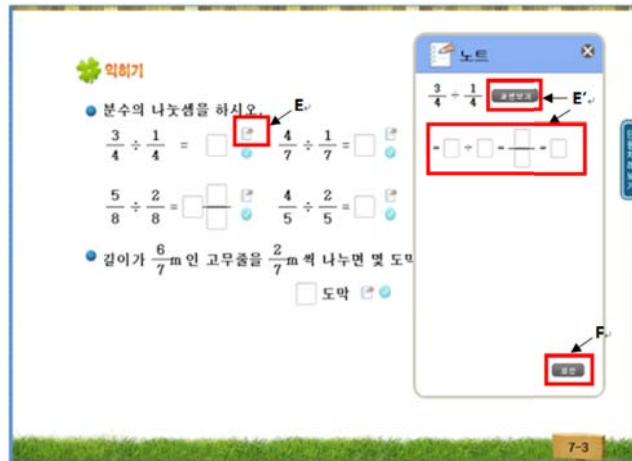 익히기
분수의 나눗셈을 하시오.
E
3/4 ÷ 1/4 = □ 4/7 ÷ 1/7 = □
5/8 ÷ 2/8 = □ □/□ 4/5 ÷ 2/5 = □
길이가 6/7 m 인 고무줄을 2/7 m 씩 나누면 몇 도막
□ 도막
노트
3/4 ÷ 1/4
E'
= □ ÷ □ = □/□ = □
F
7-3